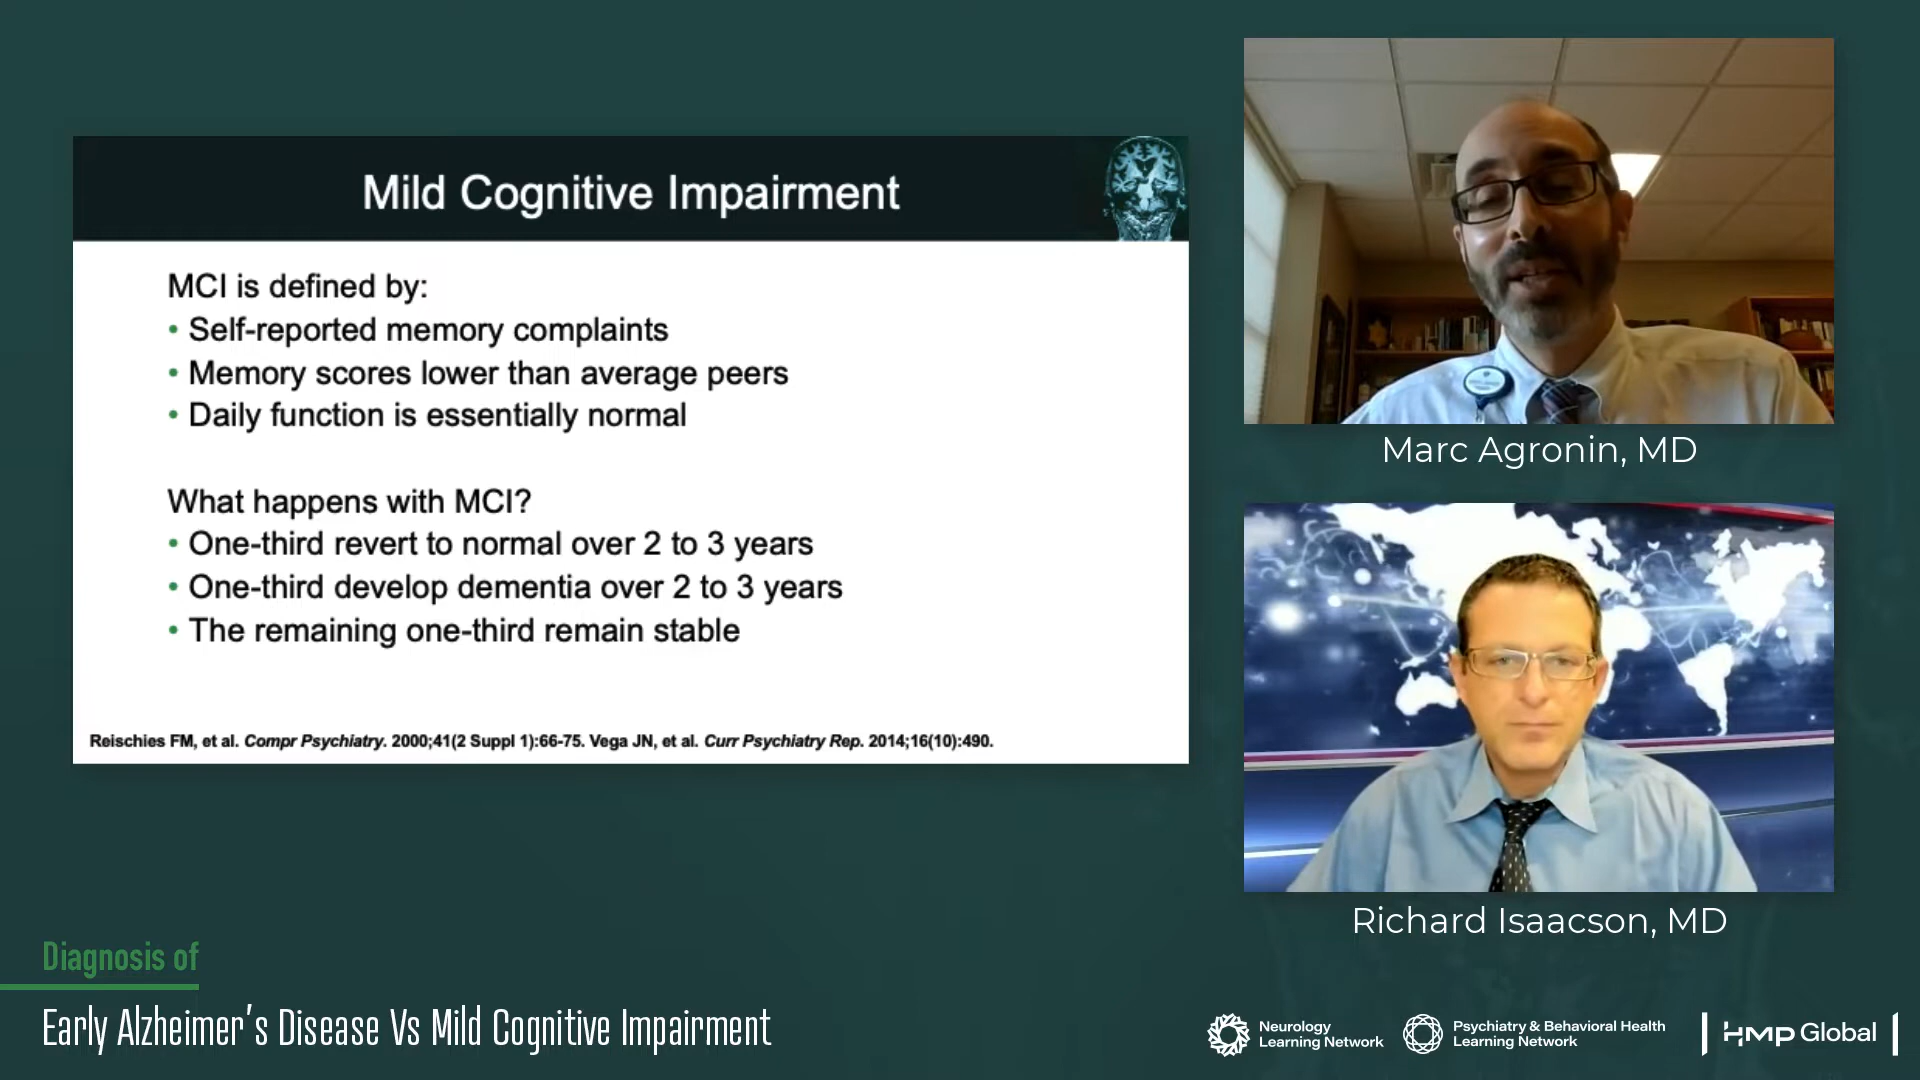 Mild Cognitive Impairment
MCI is defined by:
• Self-reported memory complaints
• Memory scores lower than average peers
• Daily function is essentially normal
What happens with MCI?
• One-third revert to normal over 2 to 3 years
• One-third develop dementia over 2 to 3 years
• The remaining one-third remain stable
Reischies FM, et al. Compr Psychiatry. 2000;41(2 Suppl 1):66-75. Vega JN, et al. Curr Psychiatry Rep. 2014;16(10):490.
Marc Agronin, MD
Richard Isaacson, MD
Diagnosis of
Early Alzheimer's Disease Vs Mild Cognitive Impairment
Neurology
Learning Network
Psychiatry & Behavioral Health
Learning Network
HMP Global